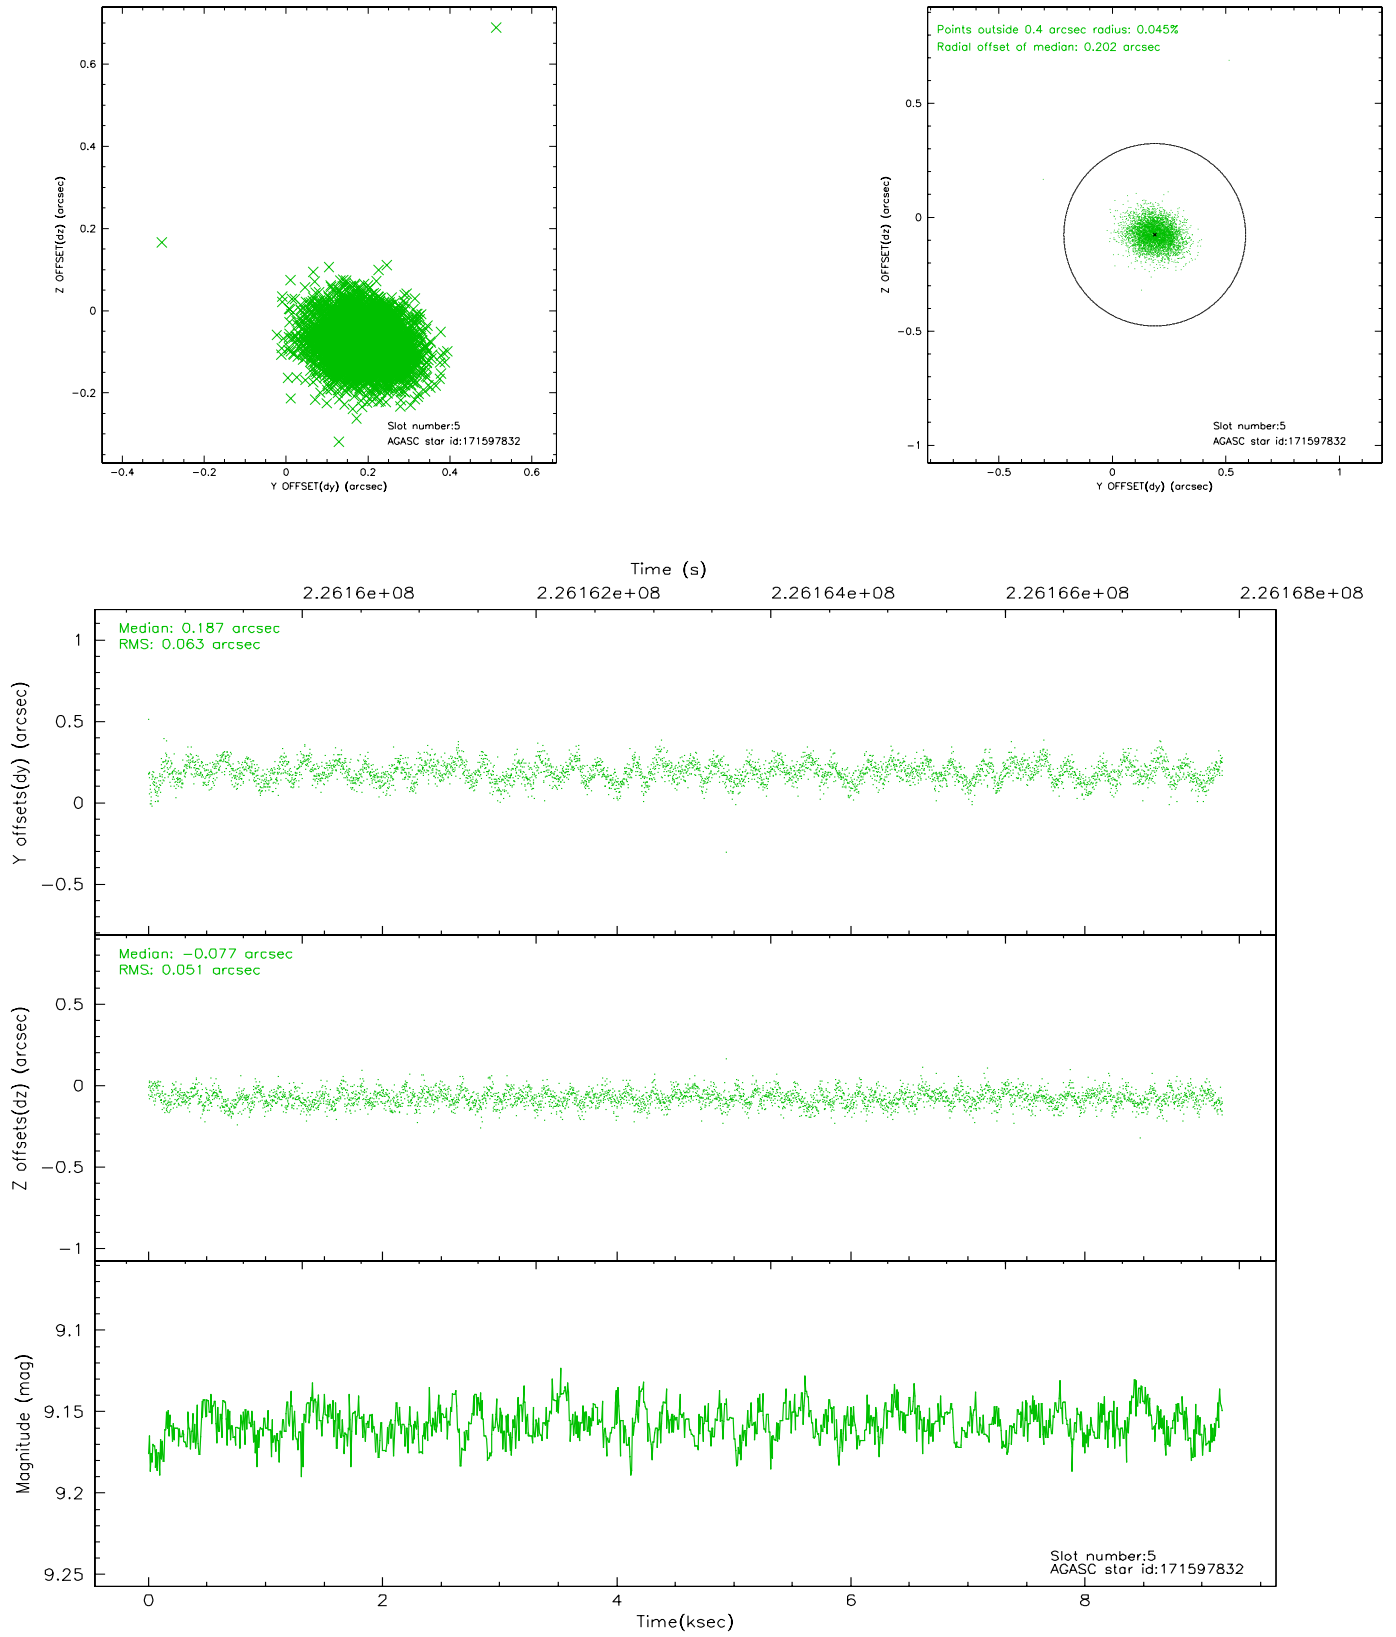 0.6
0.4
0.2
0
−0.2
Z OFFSET(dz) (arcsec)
Slot number:5
AGASC star id:171597832
−0.4 −0.2 0 0.2 0.4 0.6
Y OFFSET(dy) (arcsec)
Points outside 0.4 arcsec radius: 0.045%
Radial offset of median: 0.202 arcsec
0.5
0
−0.5
−1
Z OFFSET(dz) (arcsec)
Slot number:5
AGASC star id:171597832
−0.5 0 0.5 1
Y OFFSET(dy) (arcsec)
Time (s)
2.2616e+08 2.26162e+08 2.26164e+08 2.26166e+08 2.26168e+08
Median: 0.187 arcsec
RMS: 0.063 arcsec
1
0.5
0
−0.5
Y offsets(dy) (arcsec)
Median: −0.077 arcsec
RMS: 0.051 arcsec
0.5
0
−0.5
−1
Z offsets(dz) (arcsec)
9.1
9.15
9.2
9.25
Magnitude (mag)
Slot number:5
AGASC star id:171597832
0 2 4 6 8
Time(ksec)